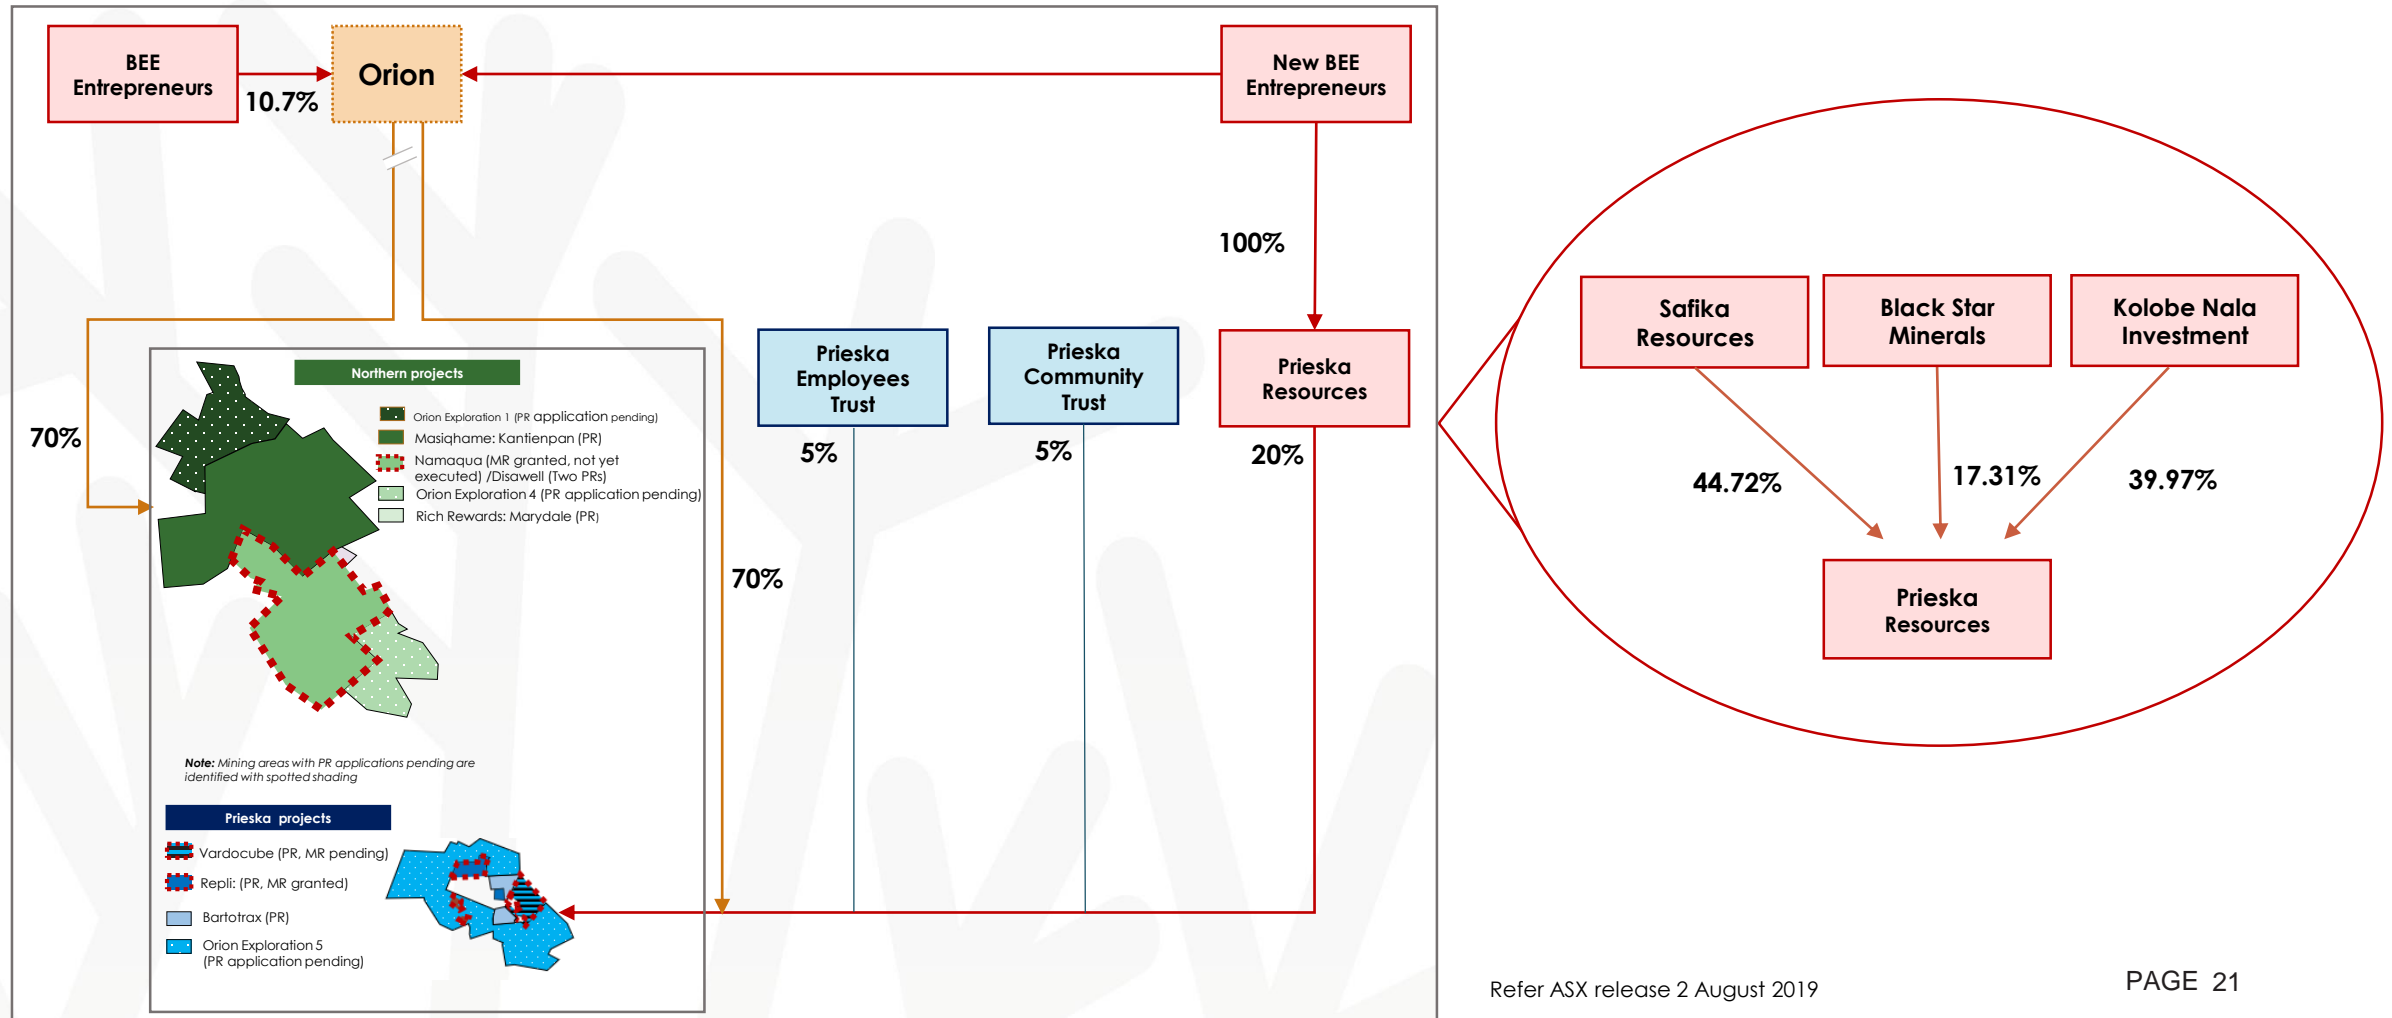 BEE
Entrepreneurs
10.7%
Orion
New BEE
Entrepreneurs
100%
70%
Northern projects
Orion Exploration 1 (PR application pending)
Masiqhame: Kantienpan (PR)
Namaqua (MR granted, not yet
executed) /Disawell (Two PRs)
Orion Exploration 4 (PR application pending)
Rich Rewards: Marydale (PR)
Note: Mining areas with PR applications pending are
identified with spotted shading
Prieska projects
Vardocube (PR, MR pending)
Repli: (PR, MR granted)
Bartotrax (PR)
Orion Exploration 5
(PR application pending)
70%
Prieska
Employees
Trust
5%
Prieska
Community
Trust
5%
Prieska
Resources
20%
Safika
Resources
Black Star
Minerals
Kolobe Nala
Investment
44.72%
17.31%
39.97%
Prieska
Resources
Refer ASX release 2 August 2019
PAGE 21